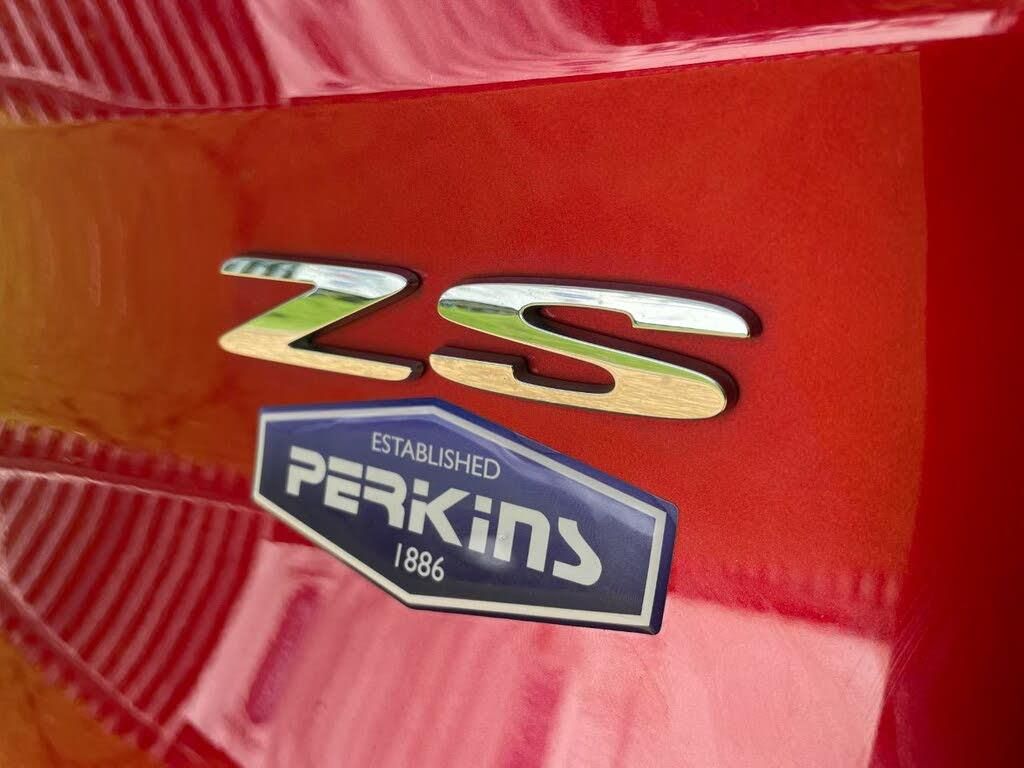 ZS
ESTABLISHED
PERKINS
1886